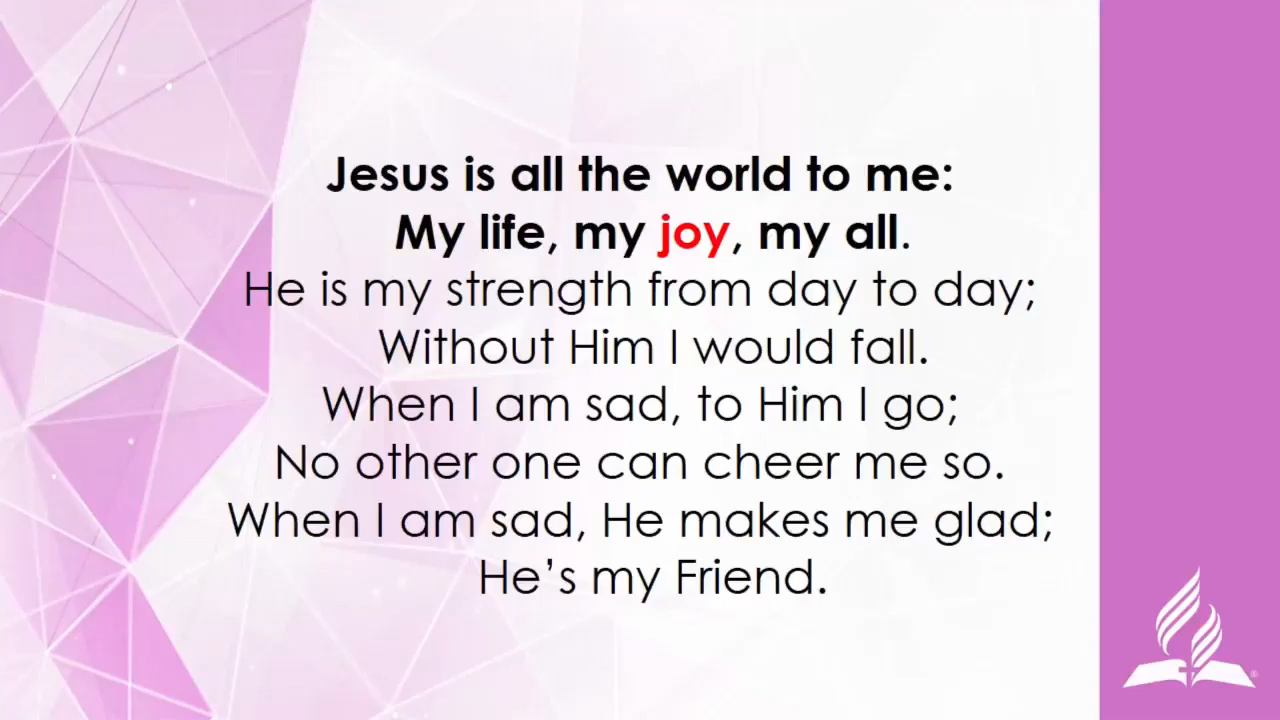 Jesus is all the world to me:
My life, my joy, my all.
He is my strength from day to day;
Without Him I would fall.
When I am sad, to Him I go;
No other one can cheer me so.
When I am sad, He makes me glad;
He’s my Friend.
®